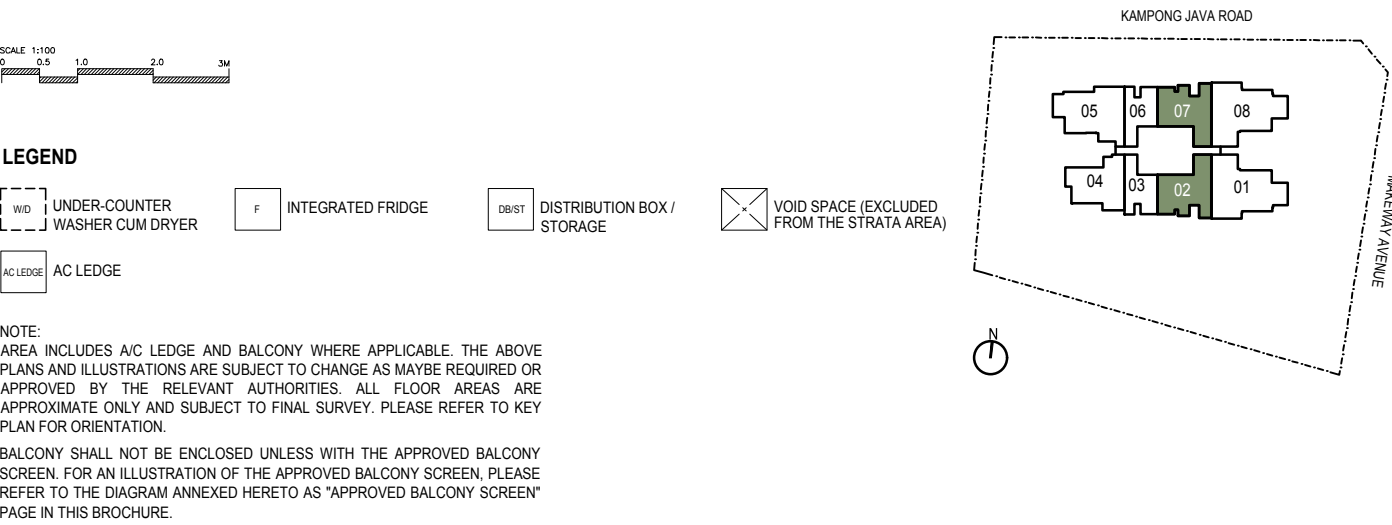 SCALE 1:100
0 0.5 1.0 2.0 3M
LEGEND
W/D
UNDER-COUNTER
WASHER CUM DRYER
F
INTEGRATED FRIDGE
DB/ST
DISTRIBUTION BOX /
STORAGE
VOID SPACE (EXCLUDED
FROM THE STRATA AREA)
AC LEDGE
AC LEDGE
NOTE:
AREA INCLUDES A/C LEDGE AND BALCONY WHERE APPLICABLE. THE ABOVE
PLANS AND ILLUSTRATIONS ARE SUBJECT TO CHANGE AS MAYBE REQUIRED OR
APPROVED BY THE RELEVANT AUTHORITIES. ALL FLOOR AREAS ARE
APPROXIMATE ONLY AND SUBJECT TO FINAL SURVEY. PLEASE REFER TO KEY
PLAN FOR ORIENTATION.
BALCONY SHALL NOT BE ENCLOSED UNLESS WITH THE APPROVED BALCONY
SCREEN. FOR AN ILLUSTRATION OF THE APPROVED BALCONY SCREEN, PLEASE
REFER TO THE DIAGRAM ANNEXED HERETO AS "APPROVED BALCONY SCREEN"
PAGE IN THIS BROCHURE.
KAMPONG JAVA ROAD
05 06 07 08
04 03 02 01
AVENUE
N